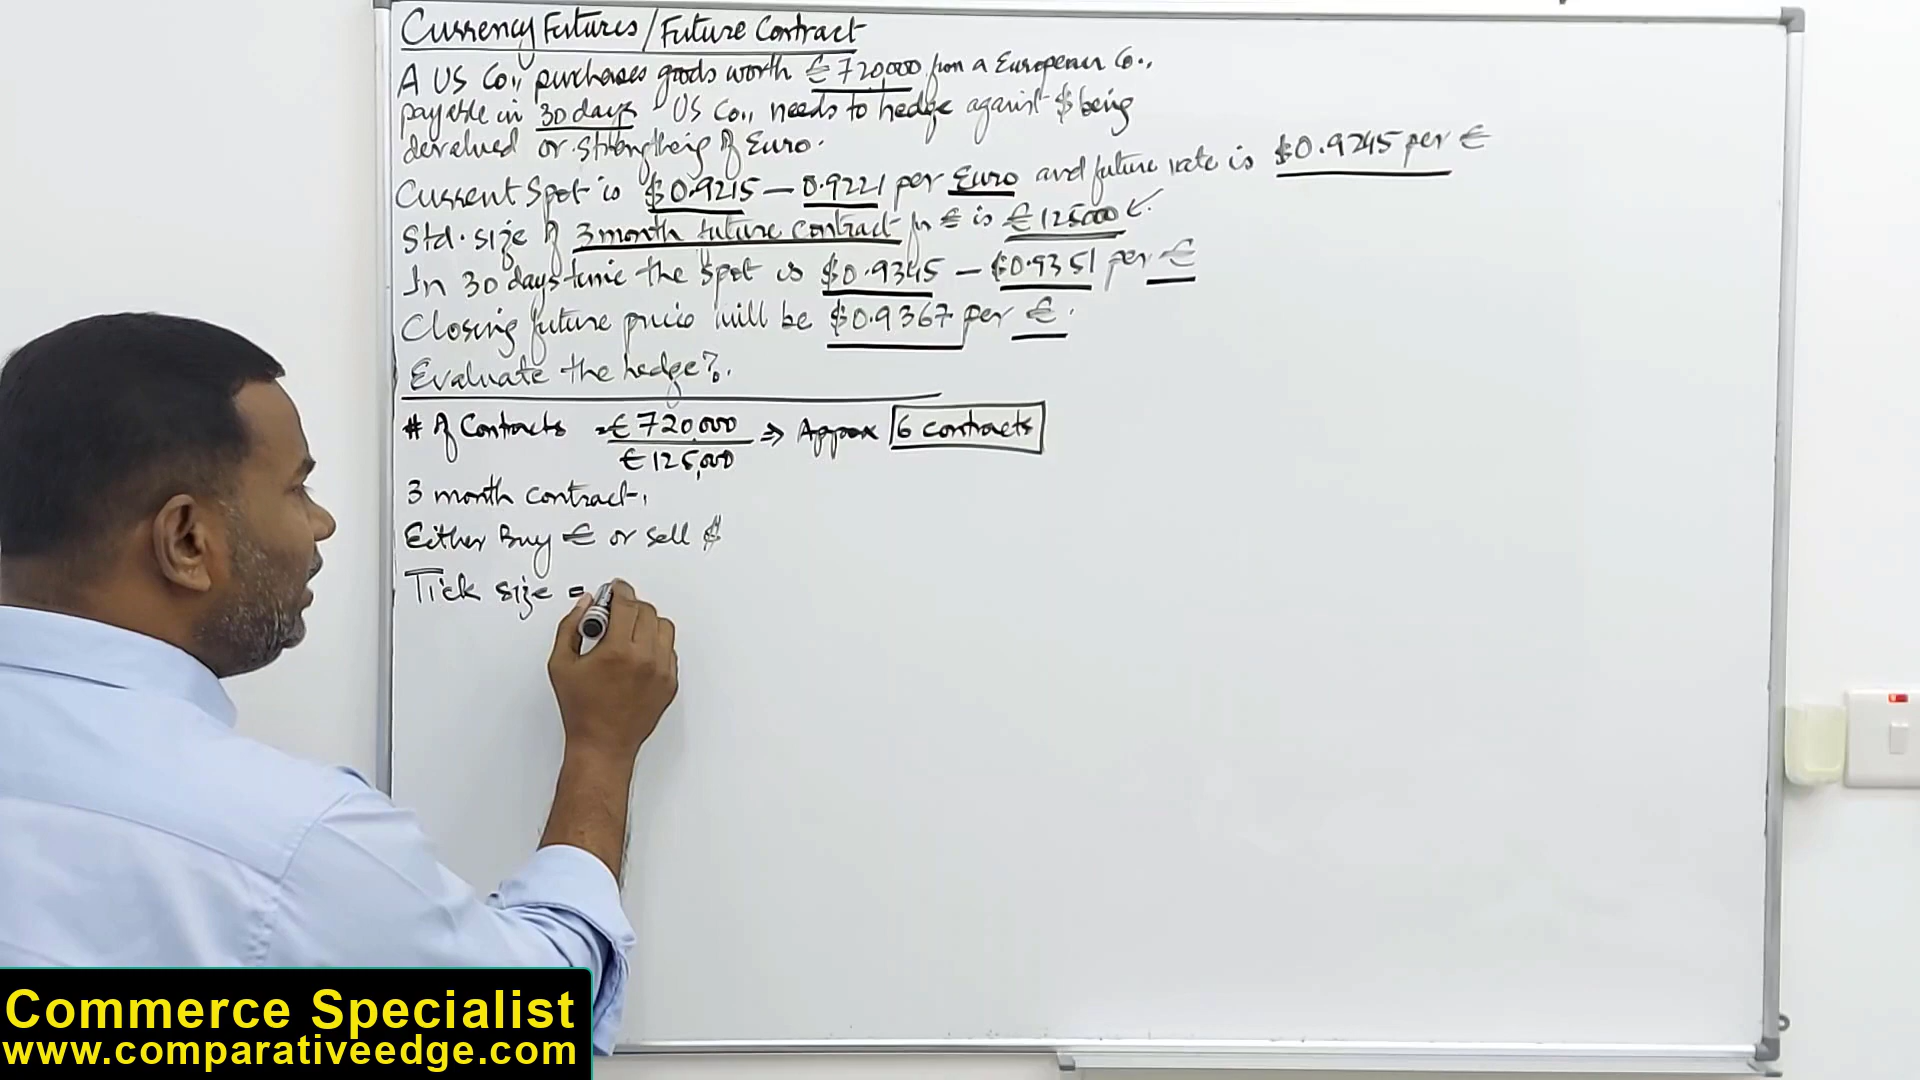 Currency Futures/Future Contract
A US Co., purchases goods worth € 720,000 from a European Co.,
payable in 30 days. US Co., needs to hedge against $ being
devalued or strengthening of Euro.
Current Spot is $0.9215 – 0.9221 per Euro and future rate is $0.9245 per €
Std. size of 3 month future contract in € is € 125000
In 30 days time the spot is $0.9345 – $0.9351 per €
Closing future price will be $0.9367 per €.
Evaluate the hedge?.
# of Contracts = € 720,000 / € 125,000 ⇒ Approx 6 contracts
3 month contract,
Either Buy € or sell $
Tick size =
Commerce Specialist
www.comparativeedge.com